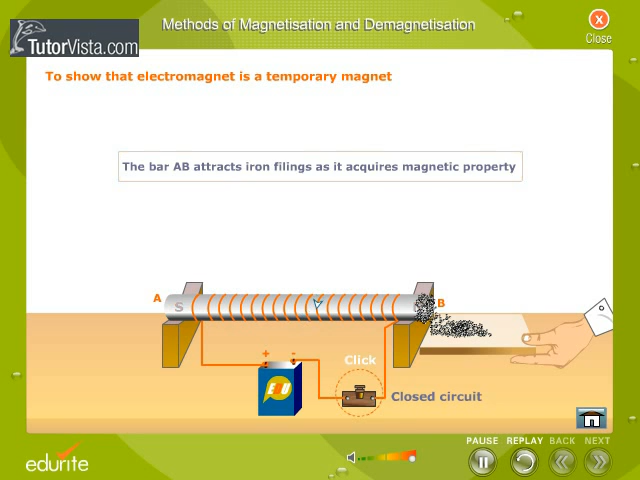 Methods of Magnetisation and Demagnetisation
X
Close
TutorVista.com
To show that electromagnet is a temporary magnet
The bar AB attracts iron filings as it acquires magnetic property
A
S
B
+ -
Click
EDU
Closed circuit
PAUSE REPLAY BACK NEXT
edurite